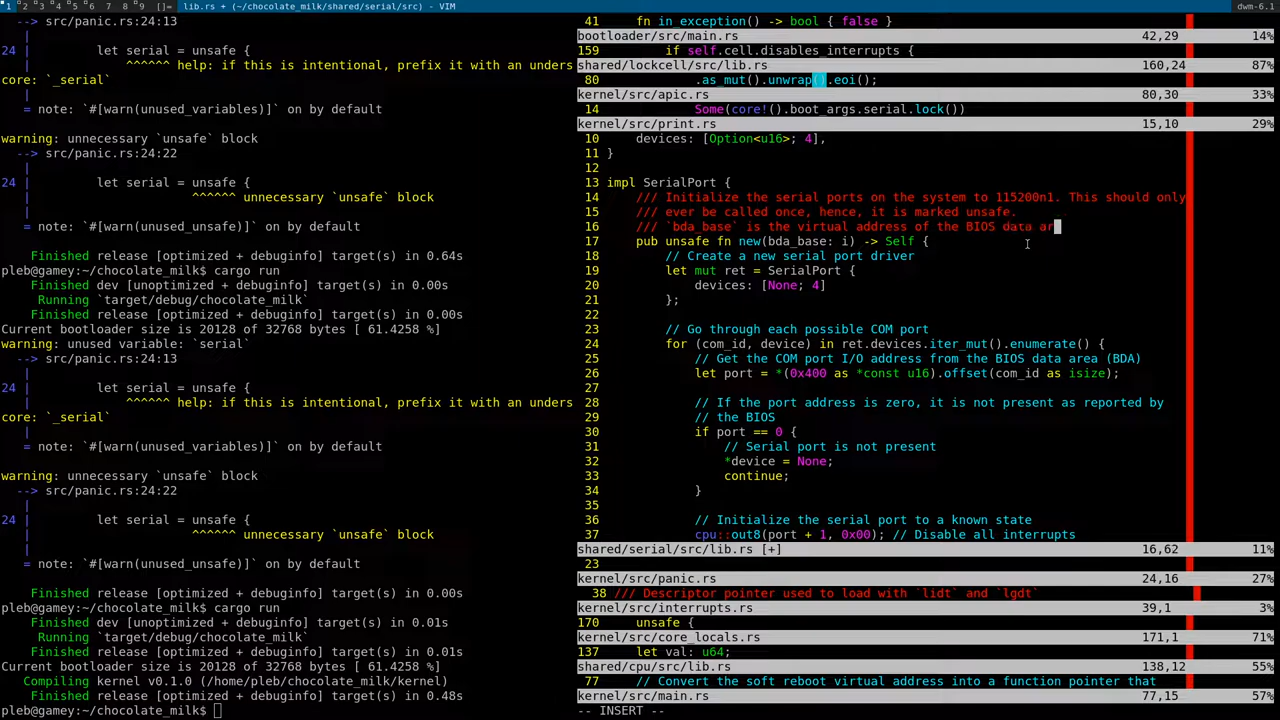 1 2 3 4 5 6 7 8 9 []= lib.rs + (~/chocolate_milk/shared/serial/src) - VIM dwm-6.1
--> src/panic.rs:24:13
|
24 |         let serial = unsafe {
|             ^^^^^^ help: if this is intentional, prefix it with an unders
core: `_serial`
|
= note: `#[warn(unused_variables)]` on by default
warning: unnecessary `unsafe` block
--> src/panic.rs:24:22
|
24 |         let serial = unsafe {
|                      ^^^^^^ unnecessary `unsafe` block
|
= note: `#[warn(unused_unsafe)]` on by default
Finished release [optimized + debuginfo] target(s) in 0.64s
pleb@gamey:~/chocolate_milk$ cargo run
Finished dev [unoptimized + debuginfo] target(s) in 0.00s
Running `target/debug/chocolate_milk`
Finished release [optimized + debuginfo] target(s) in 0.00s
Current bootloader size is 20128 of 32768 bytes [ 61.4258 %]
warning: unused variable: `serial`
--> src/panic.rs:24:13
|
24 |         let serial = unsafe {
|             ^^^^^^ help: if this is intentional, prefix it with an unders
core: `_serial`
|
= note: `#[warn(unused_variables)]` on by default
warning: unnecessary `unsafe` block
--> src/panic.rs:24:22
|
24 |         let serial = unsafe {
|                      ^^^^^^ unnecessary `unsafe` block
|
= note: `#[warn(unused_unsafe)]` on by default
Finished release [optimized + debuginfo] target(s) in 0.00s
pleb@gamey:~/chocolate_milk$ cargo run
Finished dev [unoptimized + debuginfo] target(s) in 0.01s
Running `target/debug/chocolate_milk`
Finished release [optimized + debuginfo] target(s) in 0.01s
Current bootloader size is 20128 of 32768 bytes [ 61.4258 %]
Compiling kernel v0.1.0 (/home/pleb/chocolate_milk/kernel)
Finished release [optimized + debuginfo] target(s) in 0.48s
pleb@gamey:~/chocolate_milk$
41     fn in_exception() -> bool { false }
bootloader/src/main.rs 42,29 14%
159         if self.cell.disables_interrupts {
shared/lockcell/src/lib.rs 160,24 87%
80             .as_mut().unwrap().eoi();
kernel/src/apic.rs 80,30 33%
14             Some(core!().boot_args.serial.lock())
kernel/src/print.rs 15,10 29%
10     devices: [Option<u16>; 4],
11 }
12
13 impl SerialPort {
14     /// Initialize the serial ports on the system to 115200n1. This should only
15     /// ever be called once, hence, it is marked unsafe.
16     /// `bda_base` is the virtual address of the BIOS data ar
17     pub unsafe fn new(bda_base: i) -> Self {
18         // Create a new serial port driver
19         let mut ret = SerialPort {
20             devices: [None; 4]
21         };
22
23         // Go through each possible COM port
24         for (com_id, device) in ret.devices.iter_mut().enumerate() {
25             // Get the COM port I/O address from the BIOS data area (BDA)
26             let port = *(0x400 as *const u16).offset(com_id as isize);
27
28             // If the port address is zero, it is not present as reported by
29             // the BIOS
30             if port == 0 {
31                 // Serial port is not present
32                 *device = None;
33                 continue;
34             }
35
36             // Initialize the serial port to a known state
37             cpu::out8(port + 1, 0x00); // Disable all interrupts
shared/serial/src/lib.rs [+] 16,62 11%
23
kernel/src/panic.rs 24,16 27%
38 /// Descriptor pointer used to load with `lidt` and `lgdt`
kernel/src/interrupts.rs 39,1 3%
170     unsafe {
kernel/src/core_locals.rs 171,1 71%
137     let val: u64;
shared/cpu/src/lib.rs 138,12 55%
77     // Convert the soft reboot virtual address into a function pointer that
kernel/src/main.rs 77,15 57%
-- INSERT --